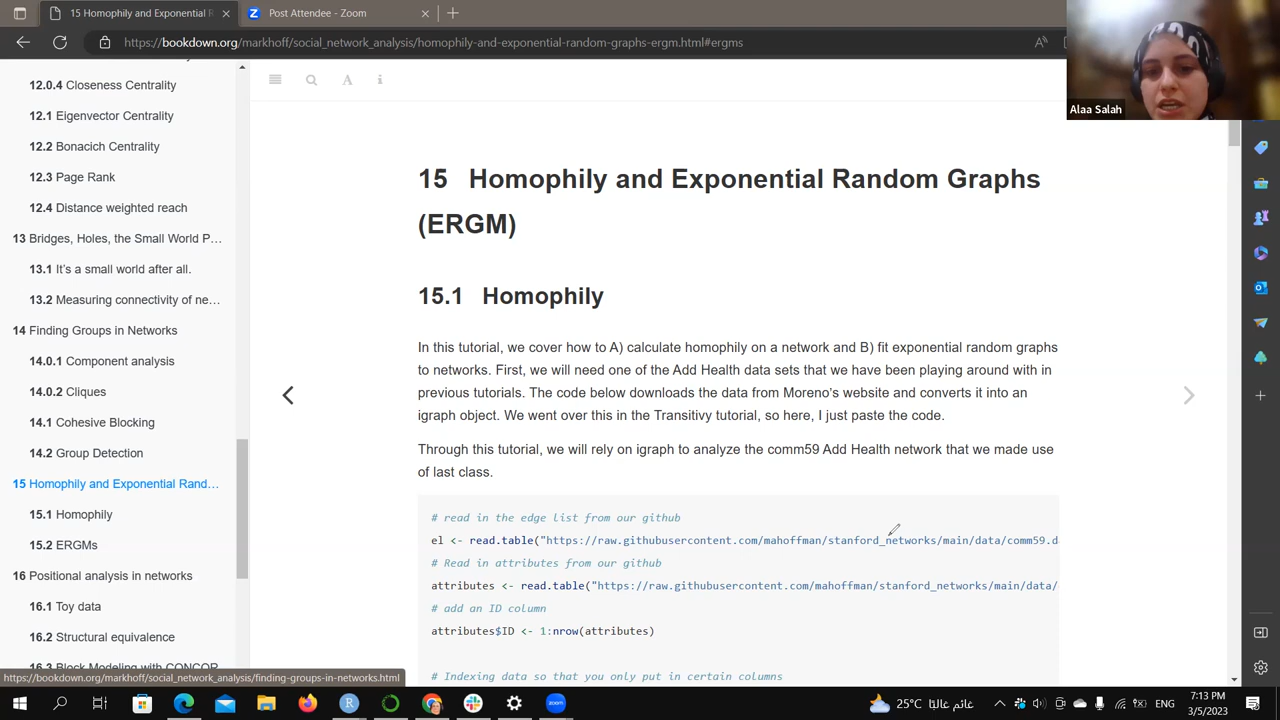 15 Homophily and Exponential R
Post Attendee - Zoom
https://bookdown.org/markhoff/social_network_analysis/homophily-and-exponential-random-graphs-ergm.html#ergms
12.0.4 Closeness Centrality
12.1 Eigenvector Centrality
12.2 Bonacich Centrality
12.3 Page Rank
12.4 Distance weighted reach
13 Bridges, Holes, the Small World P...
13.1 It's a small world after all.
13.2 Measuring connectivity of ne...
14 Finding Groups in Networks
14.0.1 Component analysis
14.0.2 Cliques
14.1 Cohesive Blocking
14.2 Group Detection
15 Homophily and Exponential Rand...
15.1 Homophily
15.2 ERGMs
16 Positional analysis in networks
16.1 Toy data
16.2 Structural equivalence
16.3 Block Modeling with CONCOR
https://bookdown.org/markhoff/social_network_analysis/finding-groups-in-networks.html
15 Homophily and Exponential Random Graphs
(ERGM)
15.1 Homophily
In this tutorial, we cover how to A) calculate homophily on a network and B) fit exponential random graphs
to networks. First, we will need one of the Add Health data sets that we have been playing around with in
previous tutorials. The code below downloads the data from Moreno's website and converts it into an
igraph object. We went over this in the Transitivy tutorial, so here, I just paste the code.
Through this tutorial, we will rely on igraph to analyze the comm59 Add Health network that we made use
of last class.
# read in the edge list from our github
el <- read.table("https://raw.githubusercontent.com/mahoffman/stanford_networks/main/data/comm59.d
# Read in attributes from our github
attributes <- read.table("https://raw.githubusercontent.com/mahoffman/stanford_networks/main/data/
# add an ID column
attributes$ID <- 1:nrow(attributes)
# Indexing data so that you only put in certain columns
Alaa Salah
25°C غائم غالبًا
ENG
7:13 PM
3/5/2023